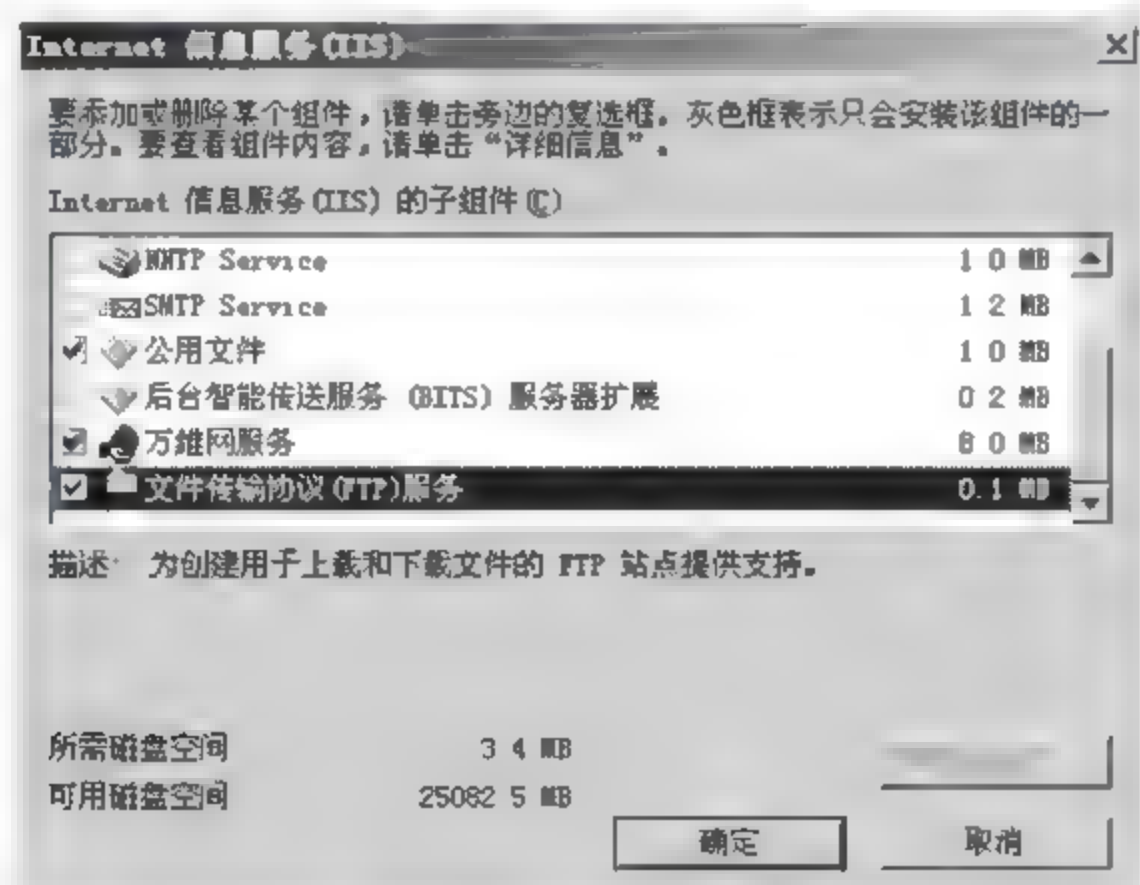 Internet 信息服务(IIS)
要添加或删除某个组件，请单击旁边的复选框。灰色框表示只会安装该组件的一
部分。要查看组件内容，请单击“详细信息”。
Internet 信息服务(IIS) 的子组件(C)
NNTP Service 1 0 MB
SMTP Service 1 2 MB
公用文件 1 0 MB
后台智能传送服务 (BITS) 服务器扩展 0 2 MB
万维网服务 0 MB
文件传输协议(FTP)服务 0.1 MB
描述 为创建用于上载和下载文件的 FTP 站点提供支持。
所需磁盘空间 3 4 MB
可用磁盘空间 25082 5 MB
确定 取消